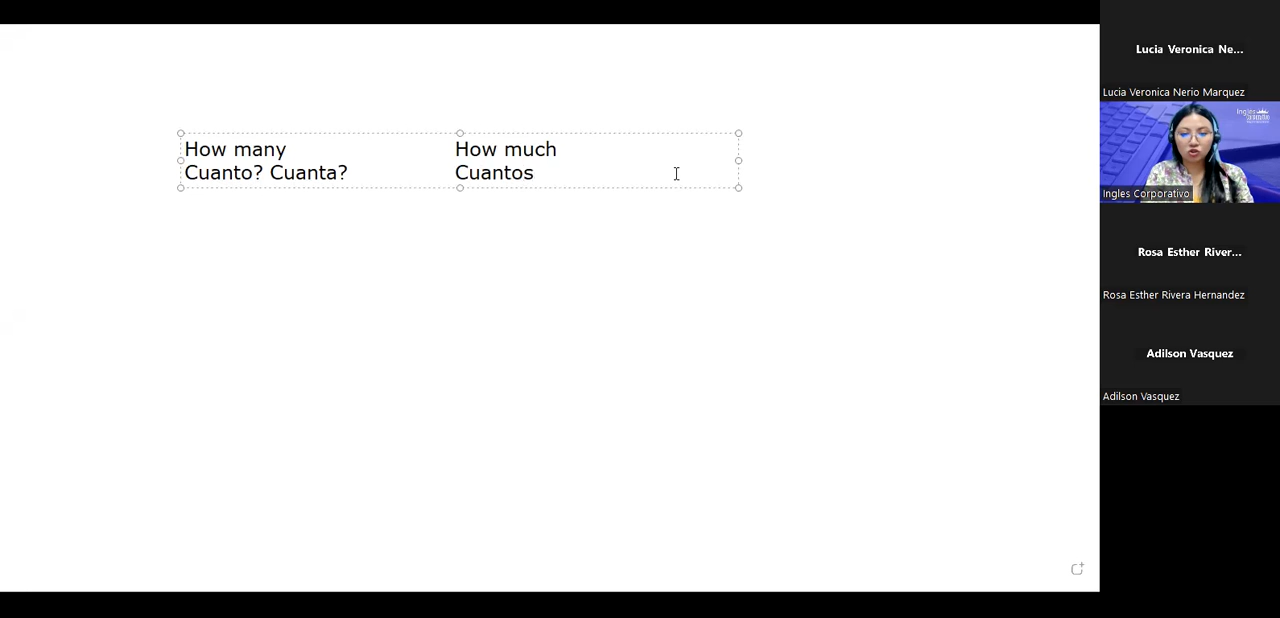 How many How much
Cuanto? Cuanta? Cuantos
Lucia Veronica Ne...
Lucia Veronica Nerio Marquez
Ingles
Ingles Corporativo
Rosa Esther River...
Rosa Esther Rivera Hernandez
Adilson Vasquez
Adilson Vasquez